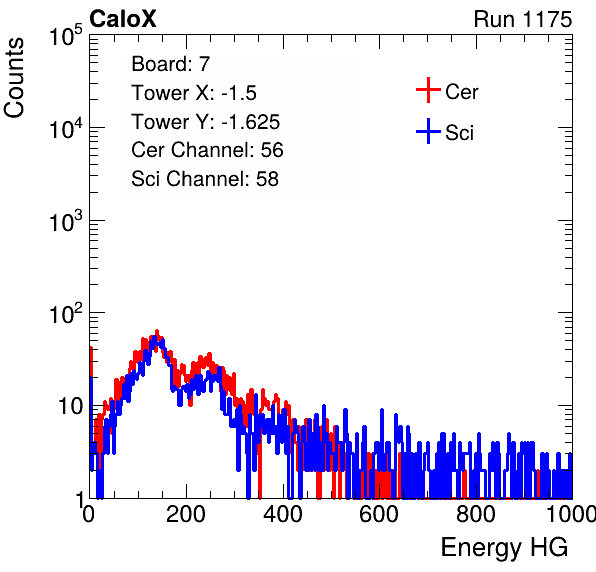 CaloX Run 1175
Counts
10^5
10^4
10^3
10^2
10
1
Board: 7
Tower X: -1.5
Tower Y: -1.625
Cer Channel: 56
Sci Channel: 58
Cer
Sci
0 200 400 600 800 1000
Energy HG